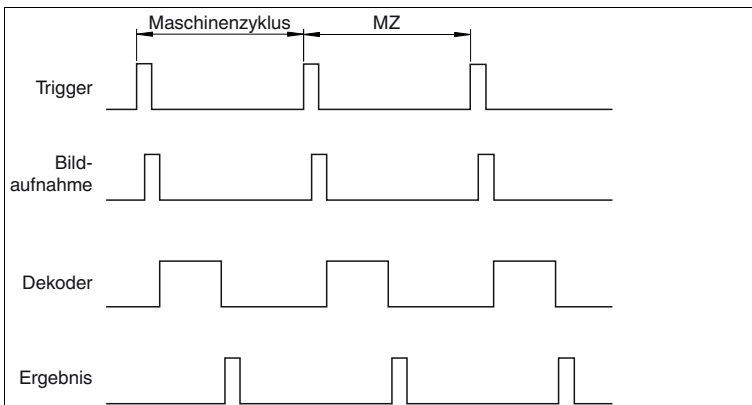 Maschinenzyklus MZ
Trigger
Bild-
aufnahme
Dekoder
Ergebnis